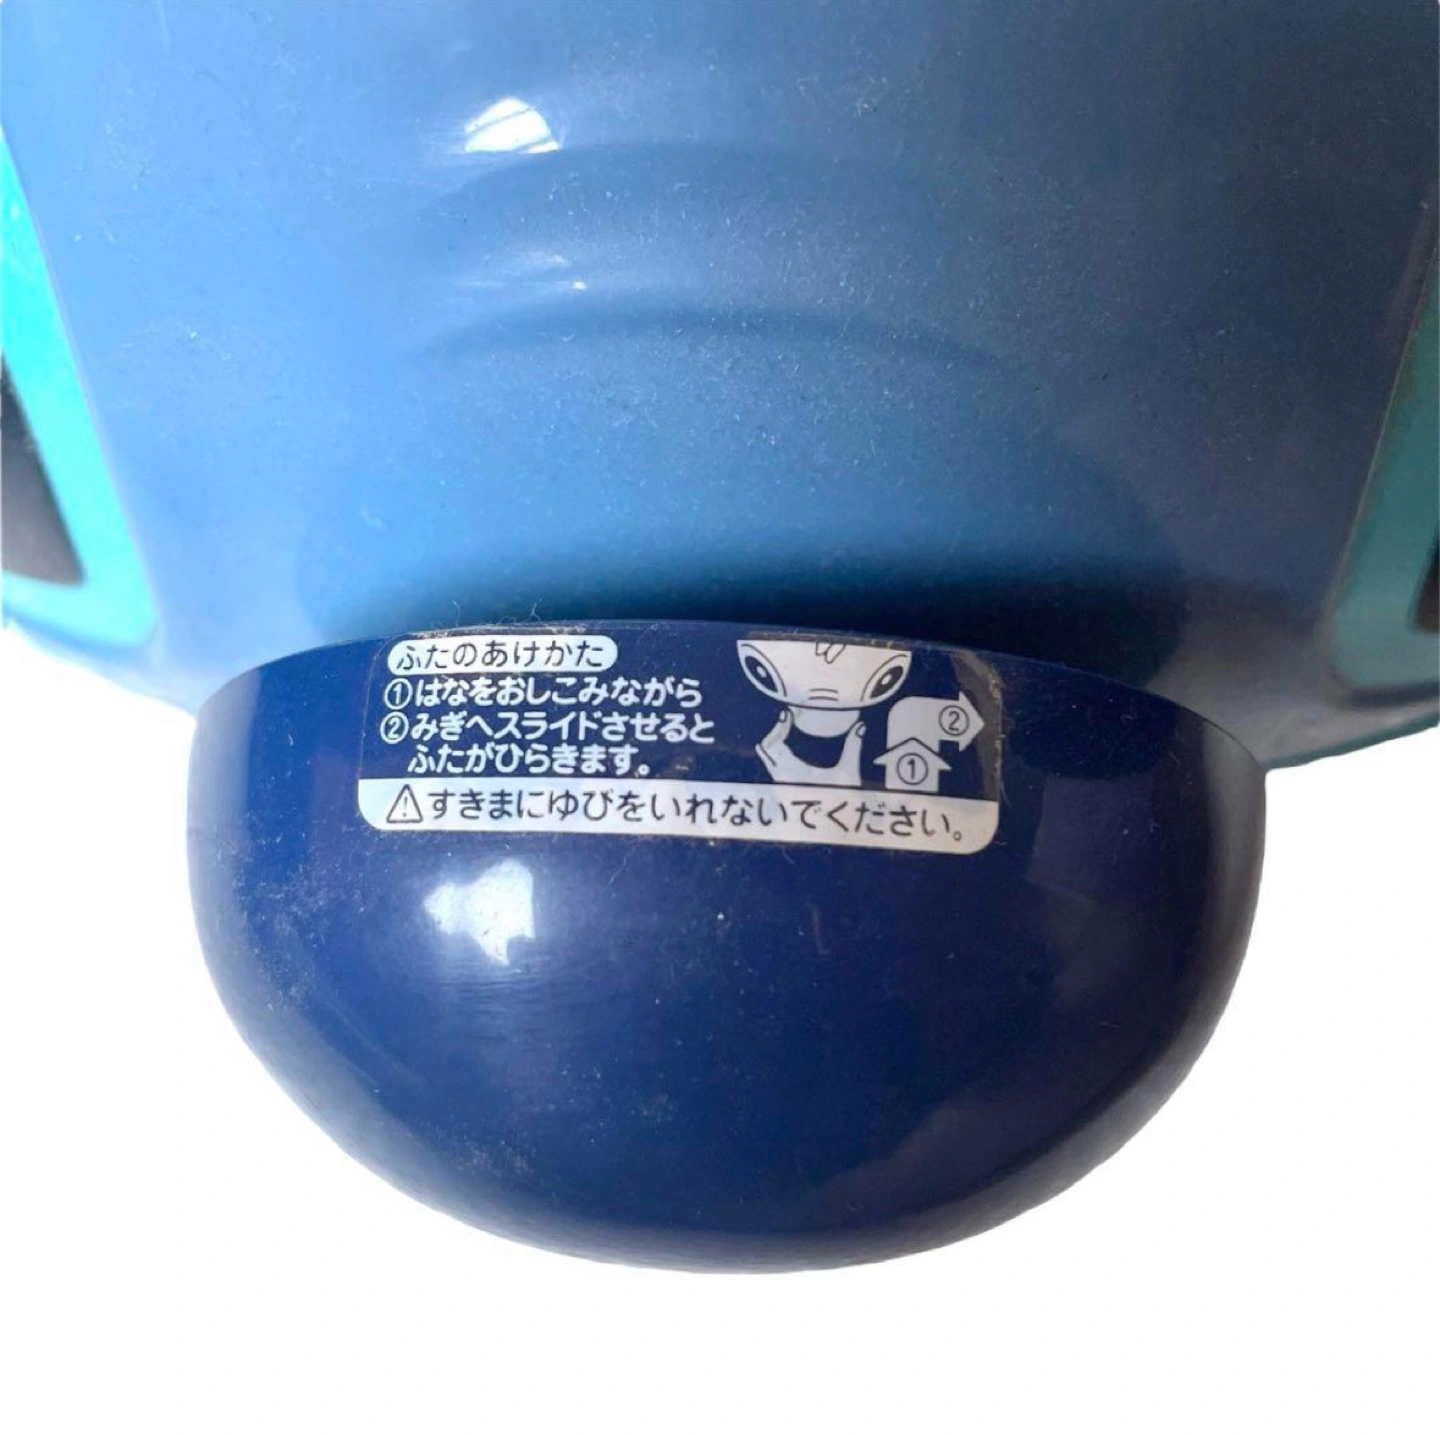 ふたのあけかた
①はなをおしこみながら
②みぎへスライドさせると
ふたがひらきます。
① ②
⚠すきまにゆびをいれないでください。